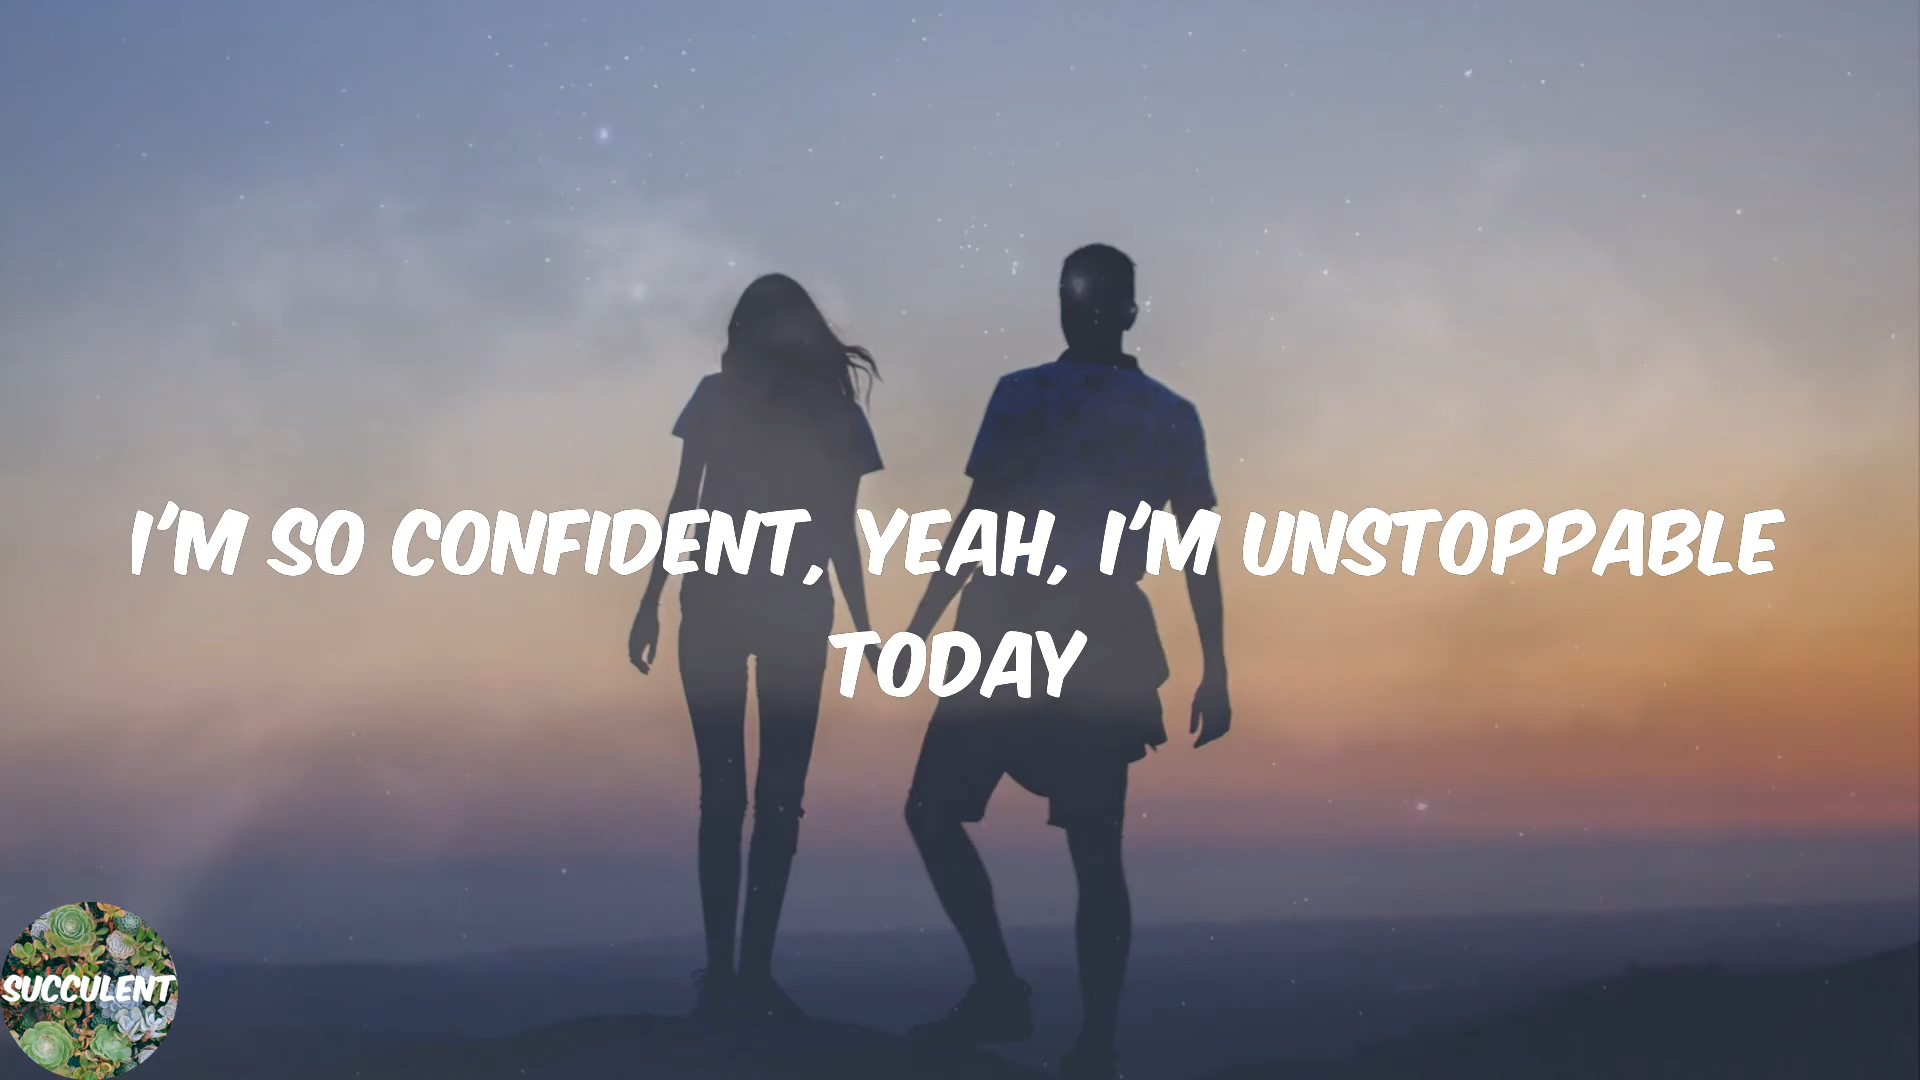 I'M SO CONFIDENT, YEAH, I'M UNSTOPPABLE
TODAY
SUCCULENT